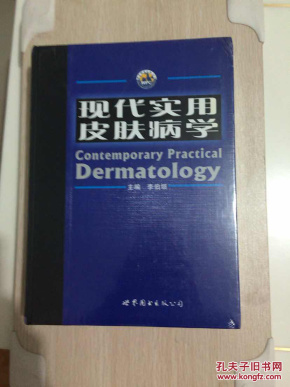 现代实用
皮肤病学
Contemporary Practical
Dermatology
主编 李伯埙
世界图书出版公司
孔夫子旧书网